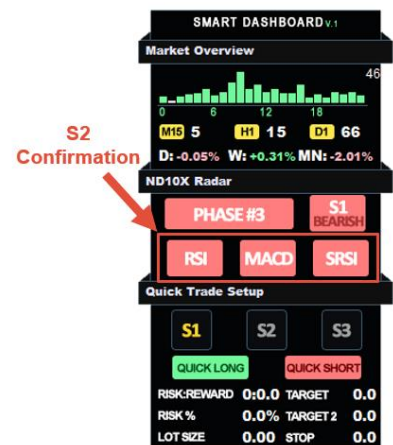 SMART DASHBOARD V.1
Market Overview
46
0 6 12 18
M15 5 H1 15 D1 66
D: -0.05% W: +0.31% MN: -2.01%
S2
Confirmation
ND10X Radar
PHASE #3 S1
BEARISH
RSI MACD SRSI
Quick Trade Setup
S1 S2 S3
QUICK LONG QUICK SHORT
RISK:REWARD 0:0.0 TARGET 0.0
RISK % 0.0% TARGET 2 0.0
LOT SIZE 0.00 STOP 0.0